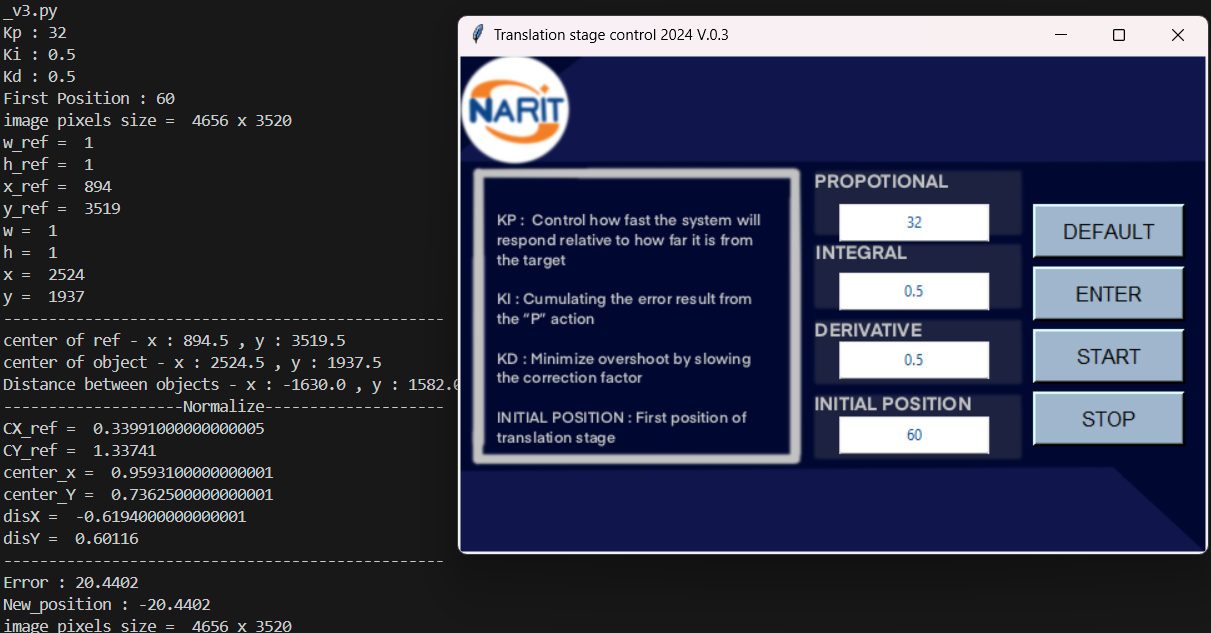 _v3.py
Kp : 32
Ki : 0.5
Kd : 0.5
First Position : 60
image pixels size =  4656 x 3520
w_ref =  1
h_ref =  1
x_ref =  894
y_ref =  3519
w =  1
h =  1
x =  2524
y =  1937
------------------------------------------------
center of ref - x : 894.5 , y : 3519.5
center of object - x : 2524.5 , y : 1937.5
Distance between objects - x : -1630.0 , y : 1582.0
--------------------Normalize--------------------
CX_ref =  0.33991000000000005
CY_ref =  1.33741
center_x =  0.9593100000000001
center_Y =  0.7362500000000001
disX =  -0.6194000000000001
disY =  0.60116
------------------------------------------------
Error : 20.4402
New_position : -20.4402
image pixels size =  4656 x 3520
Translation stage control 2024 V.0.3
NARIT
KP :  Control how fast the system will
respond relative to how far it is from
the target
KI : Cumulating the error result from
the “P” action
KD : Minimize overshoot by slowing
the correction factor
INITIAL POSITION : First position of
translation stage
PROPOTIONAL
32
INTEGRAL
0.5
DERIVATIVE
0.5
INITIAL POSITION
60
DEFAULT
ENTER
START
STOP